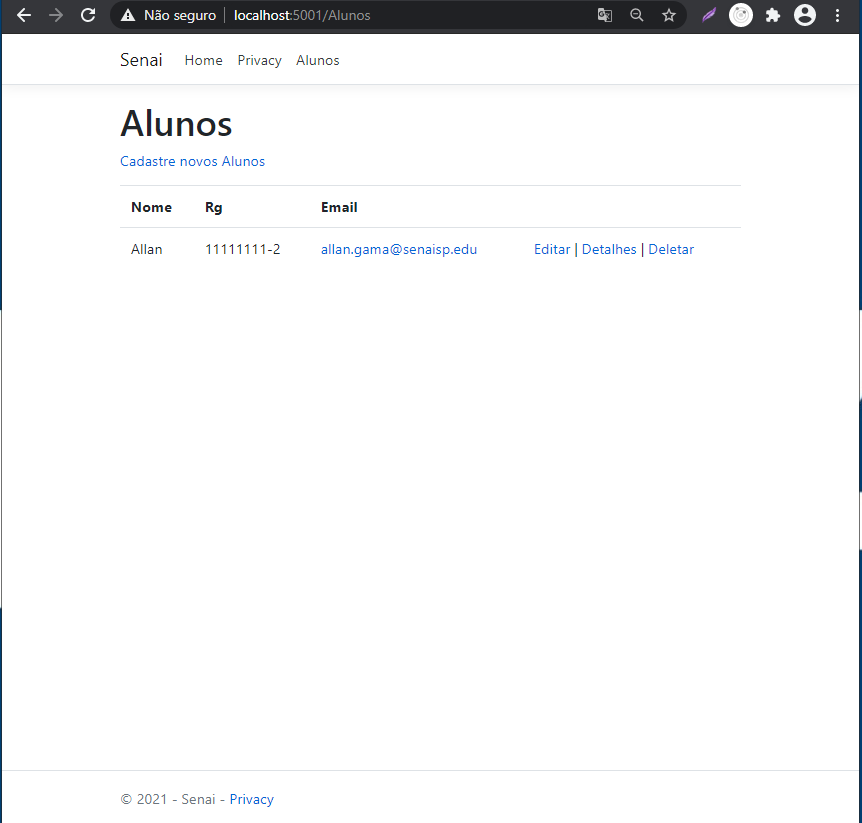 Não seguro | localhost:5001/Alunos
Senai Home Privacy Alunos
Alunos
Cadastre novos Alunos
Nome Rg Email
Allan 11111111-2 allan.gama@senaisp.edu Editar | Detalhes | Deletar
© 2021 - Senai - Privacy